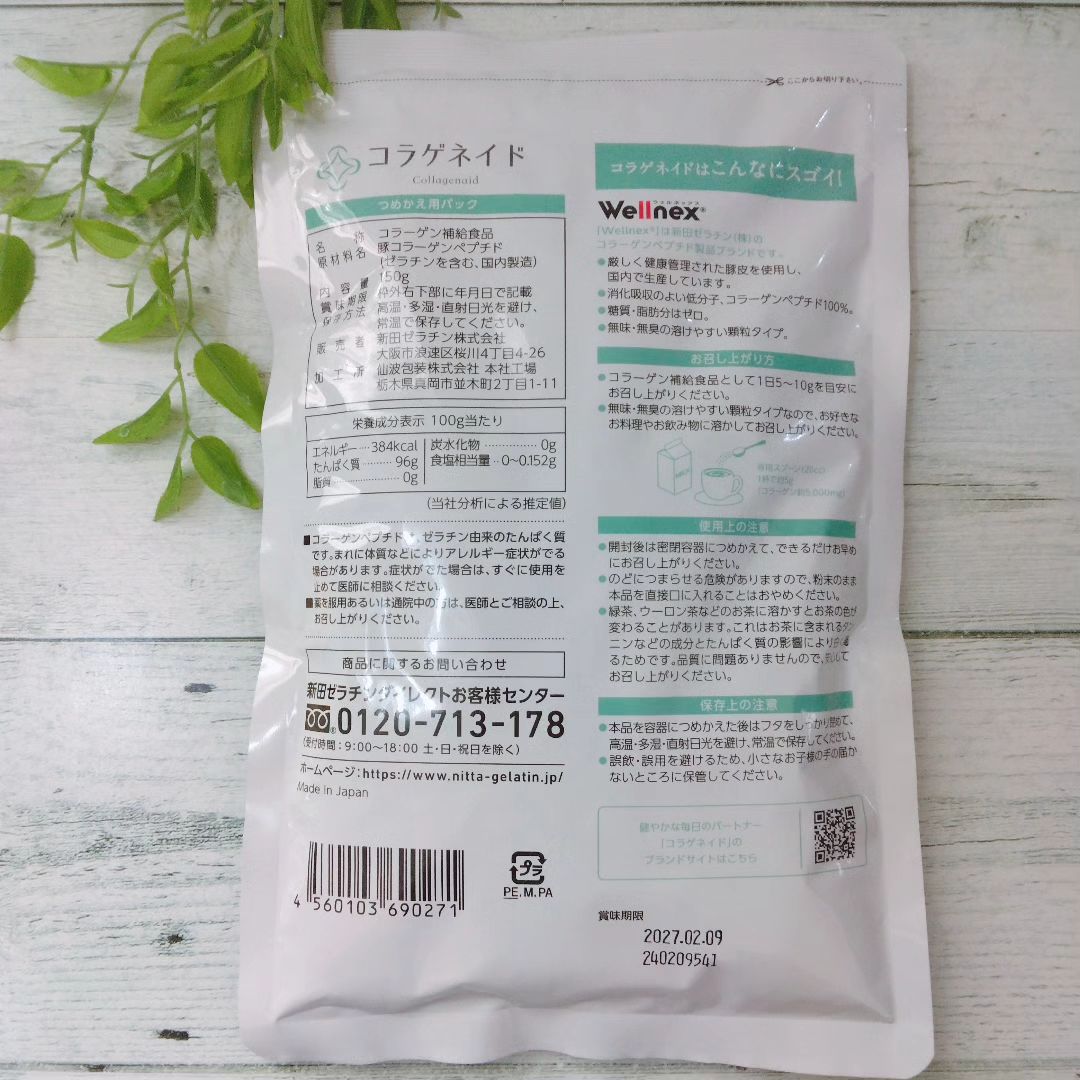 ここからお切り下さい。
コラゲネイド
Collagenaid
つめかえ用パック
名称 コラーゲン補給食品
原材料名 豚コラーゲンペプチド
(ゼラチンを含む、国内製造)
内容量 150g
賞味期限 枠外右下部に年月日で記載
保存方法 高温・多湿・直射日光を避け、
常温で保存してください。
販売者 新田ゼラチン株式会社
大阪市浪速区桜川4丁目4-26
加工所 仙波包装株式会社 本社工場
栃木県真岡市並木町2丁目1-11
栄養成分表示 100g当たり
エネルギー…384kcal 炭水化物…………0g
たんぱく質………96g 食塩相当量…0~0.152g
脂質………………0g
(当社分析による推定値)
■コラーゲンペプチドは、ゼラチン由来のたんぱく質
です。まれに体質などによりアレルギー症状がでる
場合があります。症状がでた場合は、すぐに使用を
止めて医師に相談ください。
■薬を服用あるいは通院中の方は、医師とご相談の上、
お召し上がりください。
商品に関するお問い合わせ
新田ゼラチンダイレクトお客様センター
0120-713-178
(受付時間:9:00~18:00 土・日・祝日を除く)
ホームページ:https://www.nitta-gelatin.jp/
Made in Japan
4 560103 690271
プラ
PE,M,PA
コラゲネイドはこんなにスゴイ!
ウェルネックス
Wellnex®
「Wellnex®」は新田ゼラチン(株)の
コラーゲンペプチド製品ブランドです。
●厳しく健康管理された豚皮を使用し、
国内で生産しています。
●消化吸収のよい低分子、コラーゲンペプチド100%。
●糖質・脂肪分はゼロ。
●無味・無臭の溶けやすい顆粒タイプ。
お召し上がり方
●コラーゲン補給食品として1日5~10gを目安に
お召し上がりください。
●無味・無臭の溶けやすい顆粒タイプなので、お好きな
お料理やお飲み物に溶かしてお召し上がりください。
MILK
専用スプーン(20cc)
1杯で約5g
(コラーゲン約5,000mg)
使用上の注意
●開封後は密閉容器につめかえて、できるだけお早め
にお召し上がりください。
●のどにつまらせる危険がありますので、粉末のまま
本品を直接口に入れることはおやめください。
●緑茶、ウーロン茶などのお茶に溶かすとお茶の色が
変わることがあります。これはお茶に含まれるタン
ニンなどの成分とたんぱく質の影響により
るためです。品質に問題ありませんので、安心して
お召し上がりください。
保存上の注意
●本品を容器につめかえた後はフタをしっかり閉めて、
高温・多湿・直射日光を避け、常温で保存してください。
●誤飲・誤用を避けるため、小さなお子様の手の届か
ないところに保管してください。
健やかな毎日のパートナー
「コラゲネイド」の
ブランドサイトはこちら
賞味期限
2027.02.09
240209541